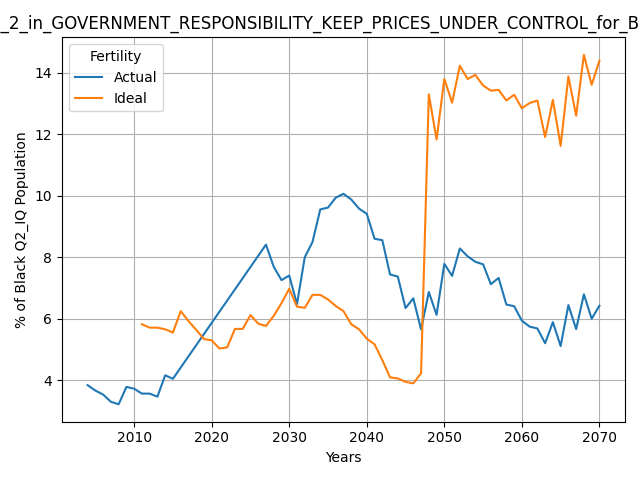 _2_in_GOVERNMENT_RESPONSIBILITY_KEEP_PRICES_UNDER_CONTROL_for_B
Fertility
Actual
Ideal
% of Black Q2_IQ Population
14
12
10
8
6
4
2010 2020 2030 2040 2050 2060 2070
Years